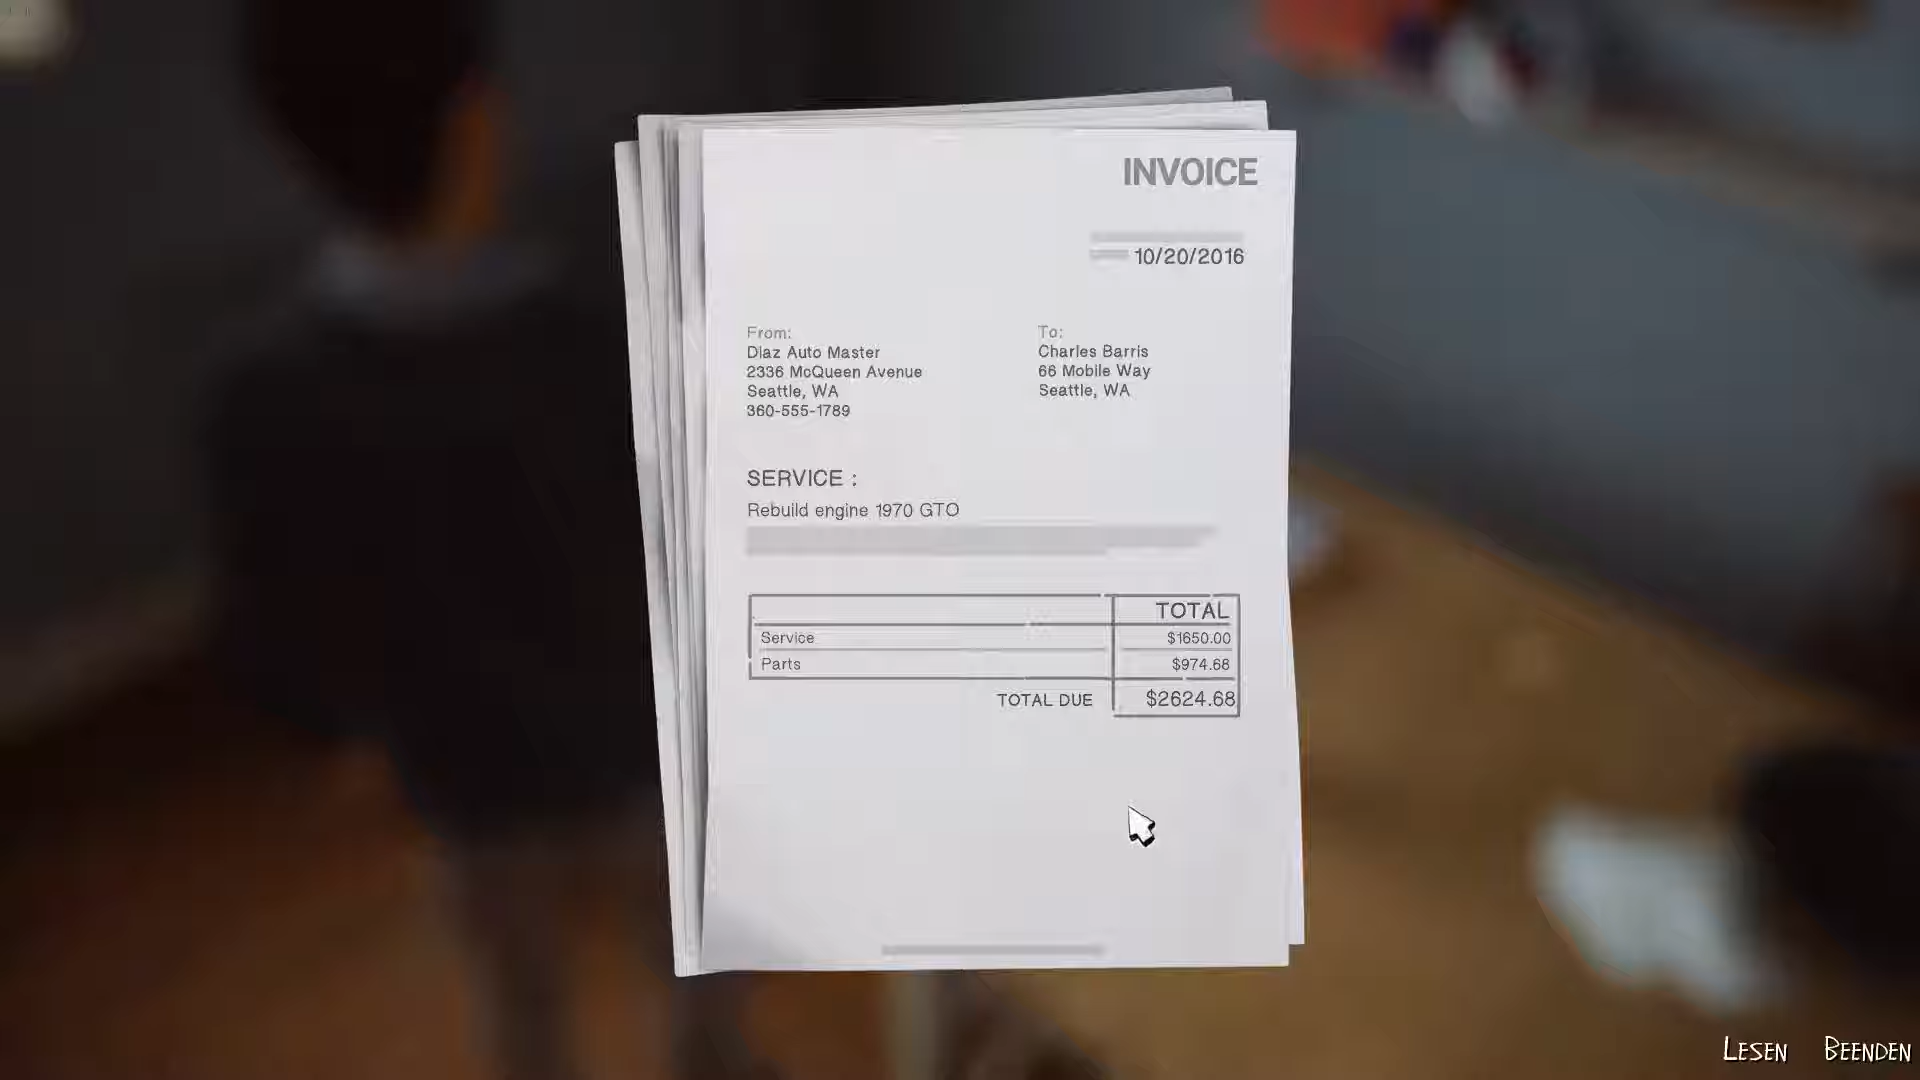 INVOICE
10/20/2016
From:
Diaz Auto Master
2336 McQueen Avenue
Seattle, WA
360-555-1789
To:
Charles Barris
66 Mobile Way
Seattle, WA
SERVICE :
Rebuild engine 1970 GTO
TOTAL
Service $1650.00
Parts $974.68
TOTAL DUE $2624.68
LESEN BEENDEN